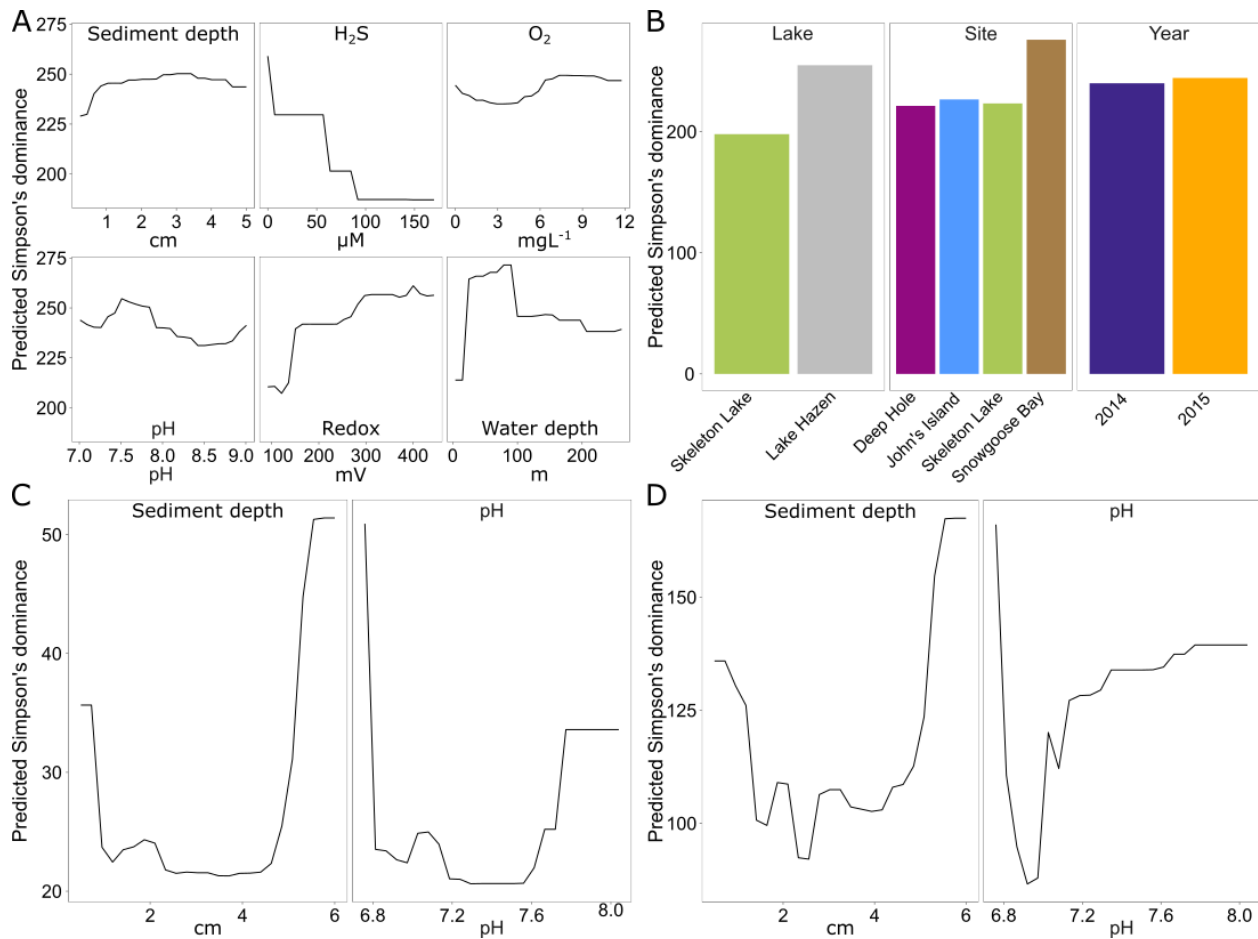 A
Sediment depth
H₂S
O₂
Predicted Simpson's dominance
275
250
225
200
1 2 3 4 5
cm
0 50 100 150
µM
0 3 6 9 12
mgL⁻¹
275
250
225
200
pH
Redox
Water depth
7.0 7.5 8.0 8.5 9.0
pH
100 200 300 400
mV
0 100 200
m
B
Lake
Site
Year
Predicted Simpson's dominance
200
100
0
Skeleton Lake
Lake Hazen
Deep Hole
John's Island
Skeleton Lake
Snowgoose Bay
2014
2015
C
Sediment depth
pH
Predicted Simpson's dominance
50
40
30
20
2 4 6
cm
6.8 7.2 7.6 8.0
pH
D
Sediment depth
pH
Predicted Simpson's dominance
150
125
100
2 4 6
cm
6.8 7.2 7.6 8.0
pH